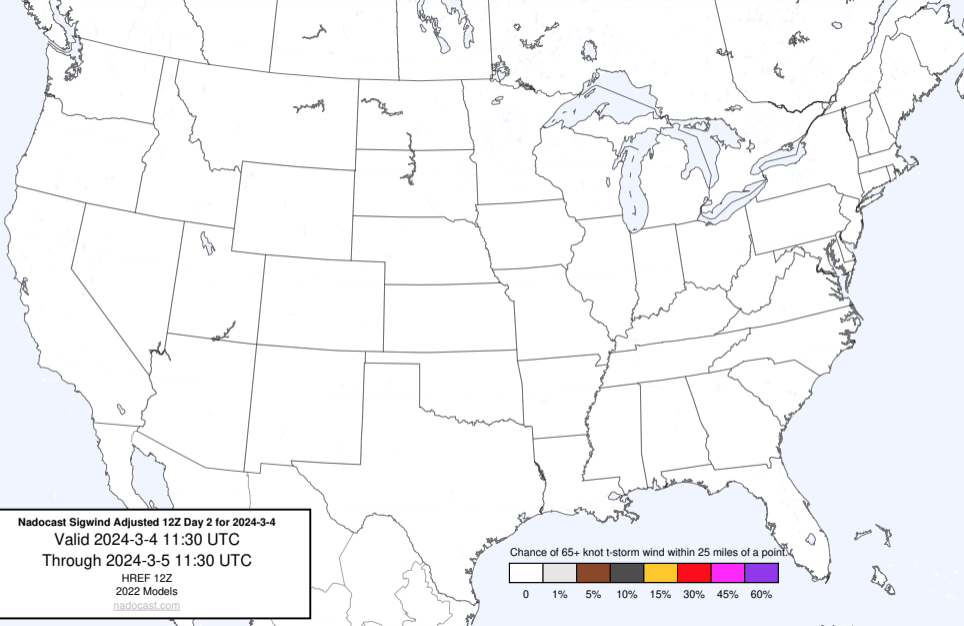 Nadocast Sigwind Adjusted 12Z Day 2 for 2024-3-4
Valid 2024-3-4 11:30 UTC
Through 2024-3-5 11:30 UTC
HREF 12Z
2022 Models
nadocast.com
Chance of 65+ knot t-storm wind within 25 miles of a point.
0 1% 5% 10% 15% 30% 45% 60%